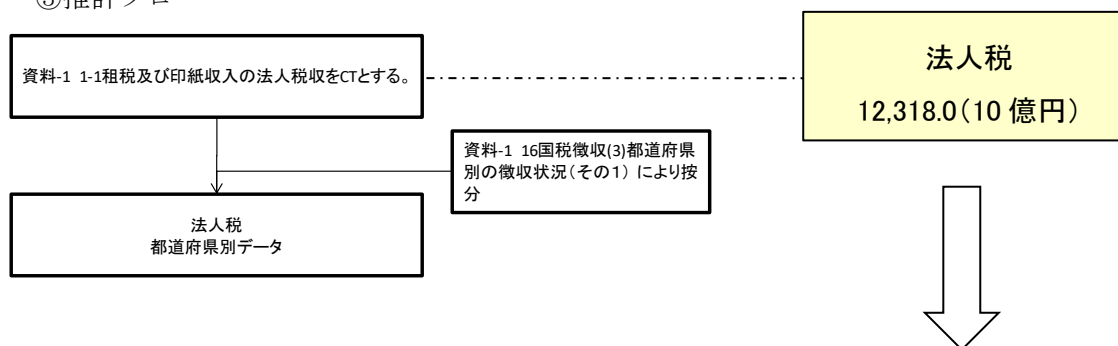 資料-1 1-1租税及び印紙収入の法人税収をCTとする。
法人税
12,318.0(10 億円)
資料-1 16国税徴収(3)都道府県
別の徴収状況(その1) により按
分
法人税
都道府県別データ